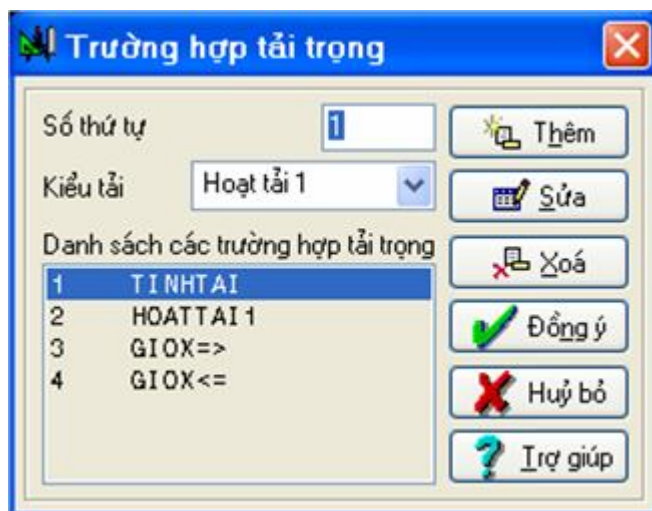 Trường hợp tải trọng
Số thứ tự 1
Thêm
Kiểu tải Hoạt tải 1
Sửa
Danh sách các trường hợp tải trọng
Xoá
1 TINHTAI
2 HOATTAI1
3 GIOX=>
4 GIOX<=
Đồng ý
Huỷ bỏ
Trợ giúp